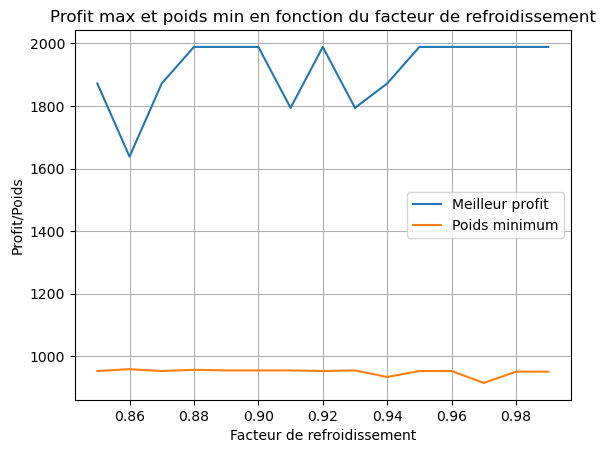 Profit max et poids min en fonction du facteur de refroidissement
2000
1800
1600
1400
1200
1000
Profit/Poids
Meilleur profit
Poids minimum
0.86
0.88
0.90
0.92
0.94
0.96
0.98
Facteur de refroidissement